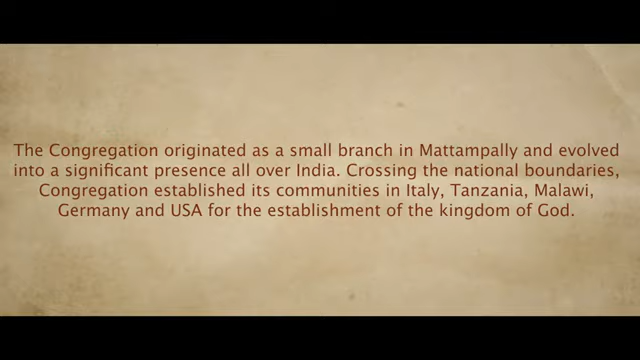 The Congregation originated as a small branch in Mattampally and evolved
into a significant presence all over India. Crossing the national boundaries,
Congregation established its communities in Italy, Tanzania, Malawi,
Germany and USA for the establishment of the kingdom of God.